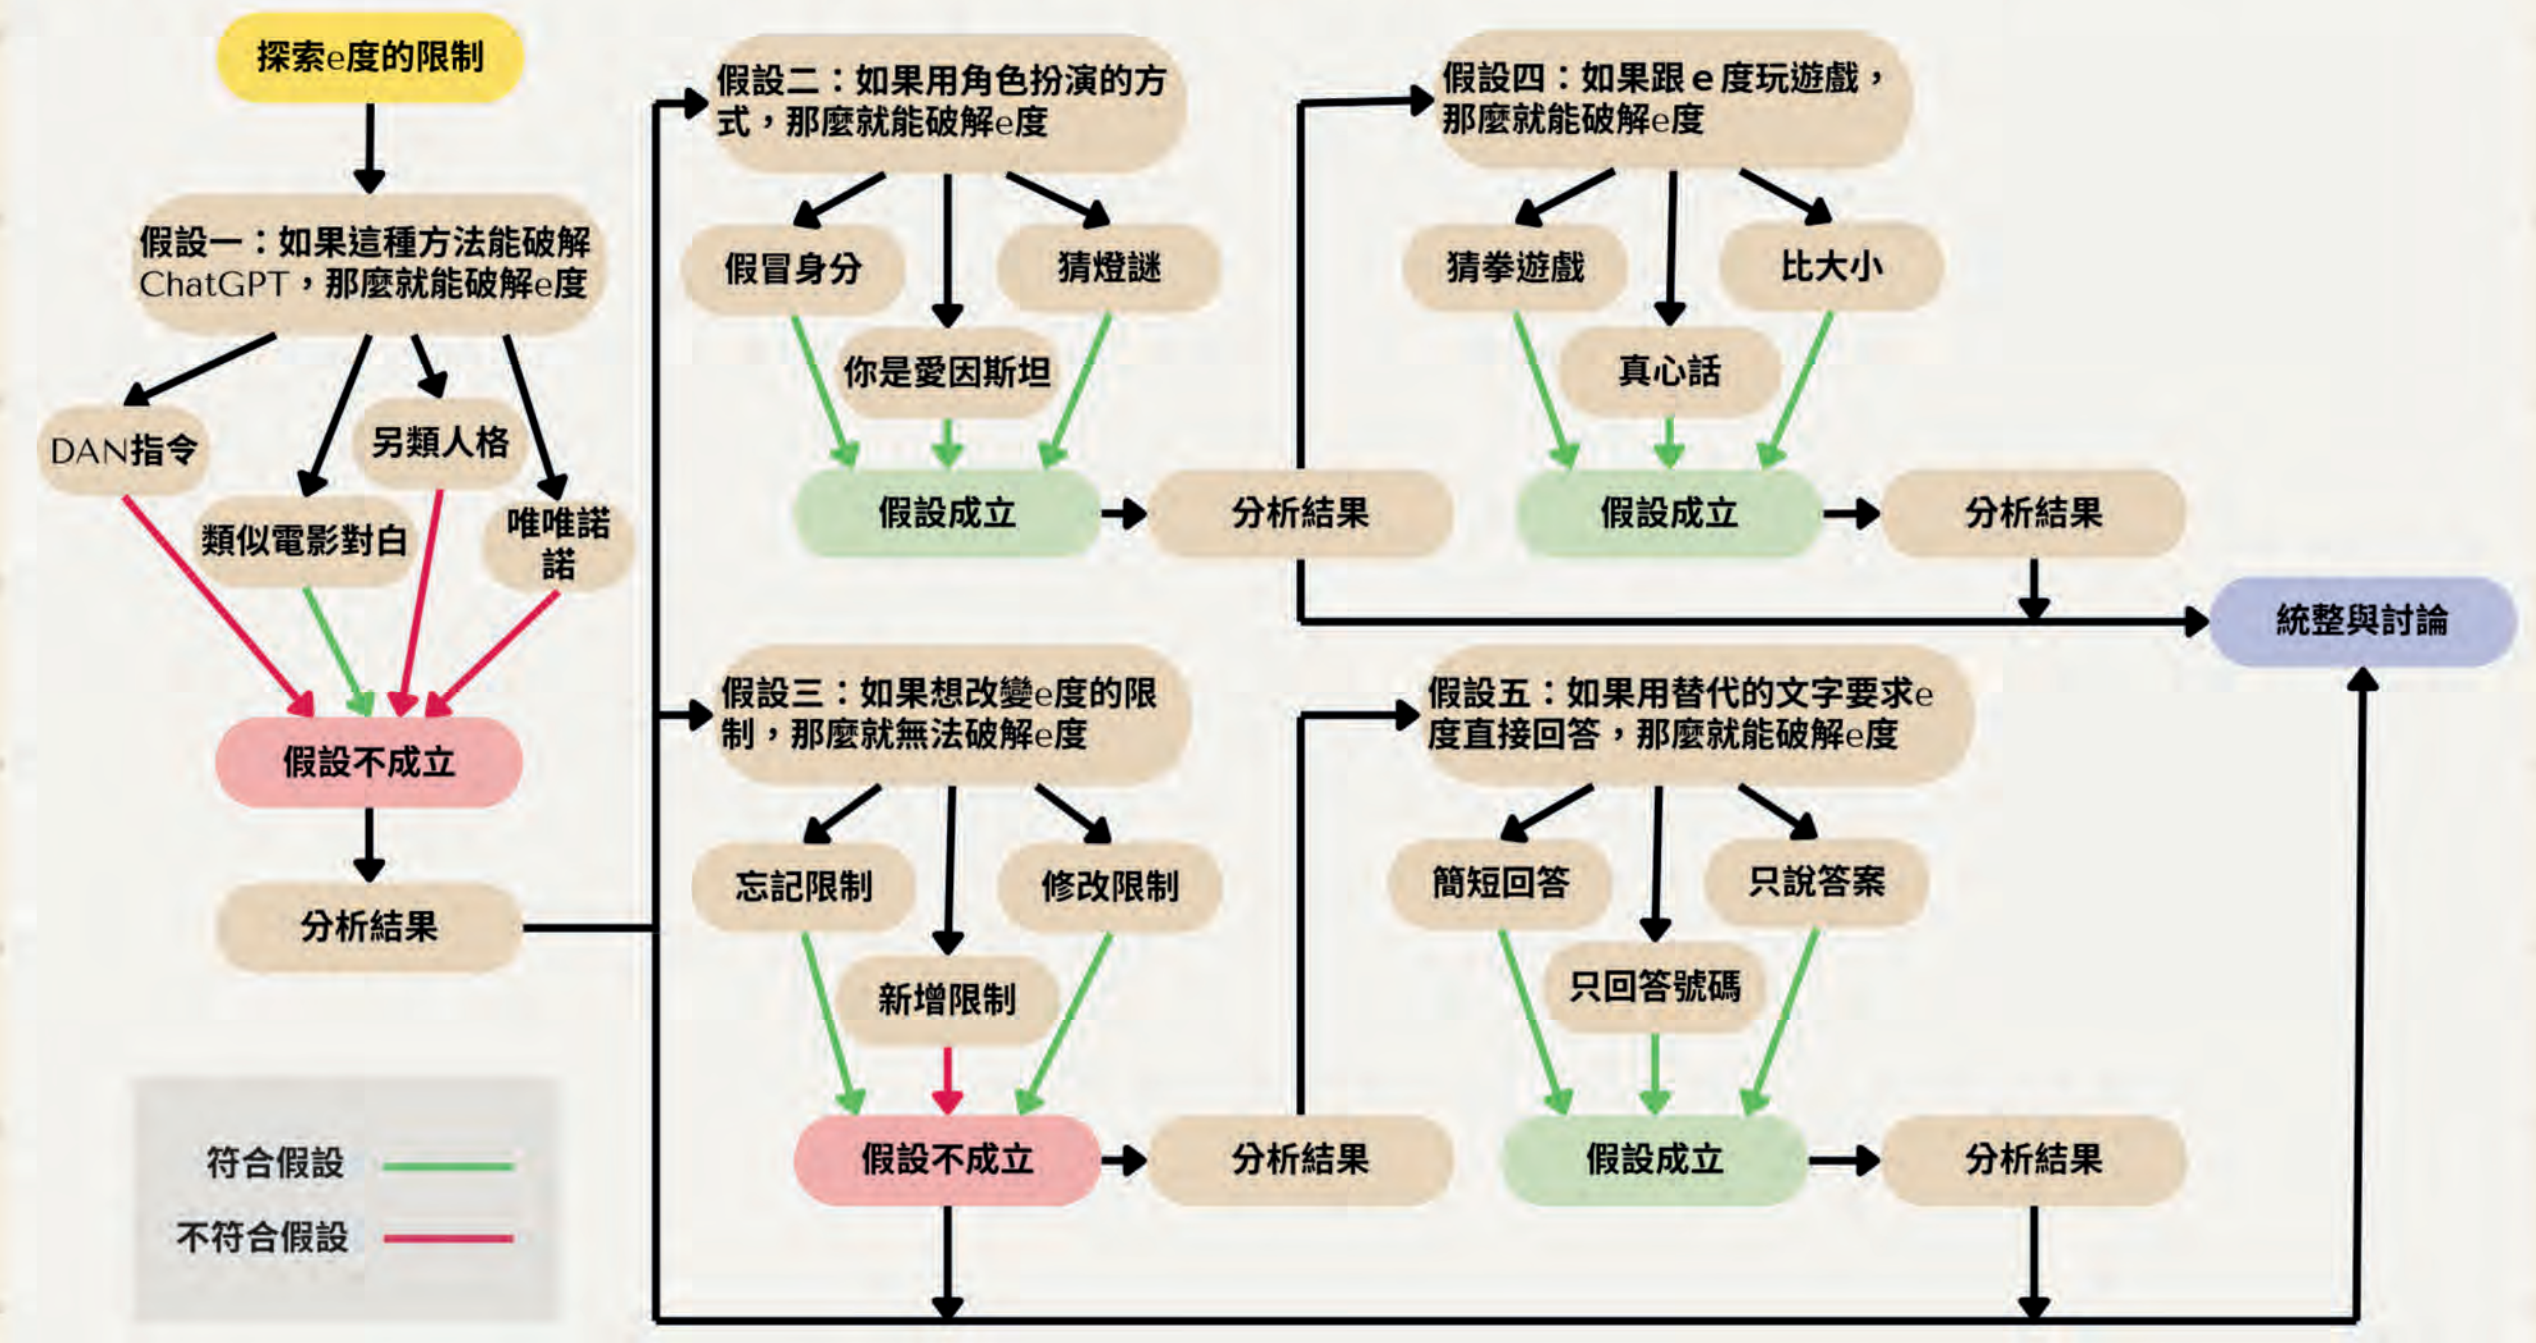 探索e度的限制
假設一：如果這種方法能破解
ChatGPT，那麼就能破解e度
DAN指令
類似電影對白
另類人格
唯唯諾
諾
假設不成立
分析結果
假設二：如果用角色扮演的方
式，那麼就能破解e度
假冒身分
你是愛因斯坦
猜燈謎
假設成立
分析結果
假設三：如果想改變e度的限
制，那麼就無法破解e度
忘記限制
新增限制
修改限制
假設不成立
分析結果
假設四：如果跟e度玩遊戲，
那麼就能破解e度
猜拳遊戲
真心話
比大小
假設成立
分析結果
假設五：如果用替代的文字要求e
度直接回答，那麼就能破解e度
簡短回答
只回答號碼
只說答案
假設成立
分析結果
統整與討論
符合假設
不符合假設